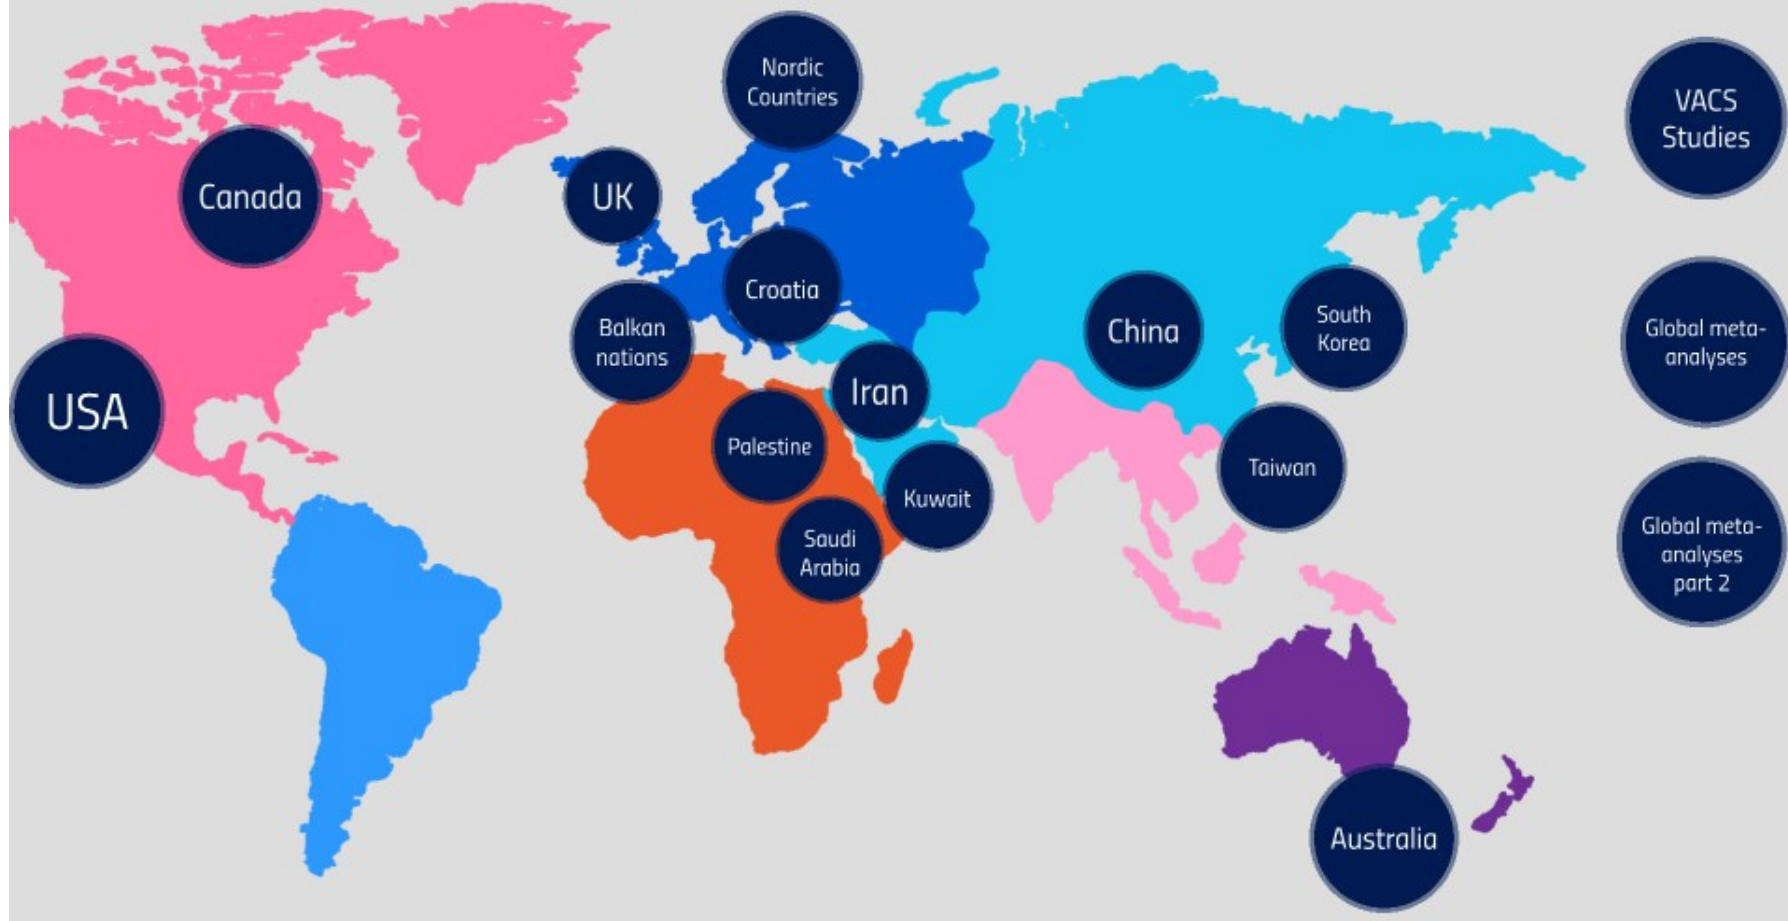 Nordic
Countries
VACS
Studies
Canada
UK
Croatia
Balkan
nations
China
South
Korea
Global meta-
analyses
USA
Iran
Palestine
Kuwait
Taiwan
Saudi
Arabia
Global meta-
analyses
part 2
Australia